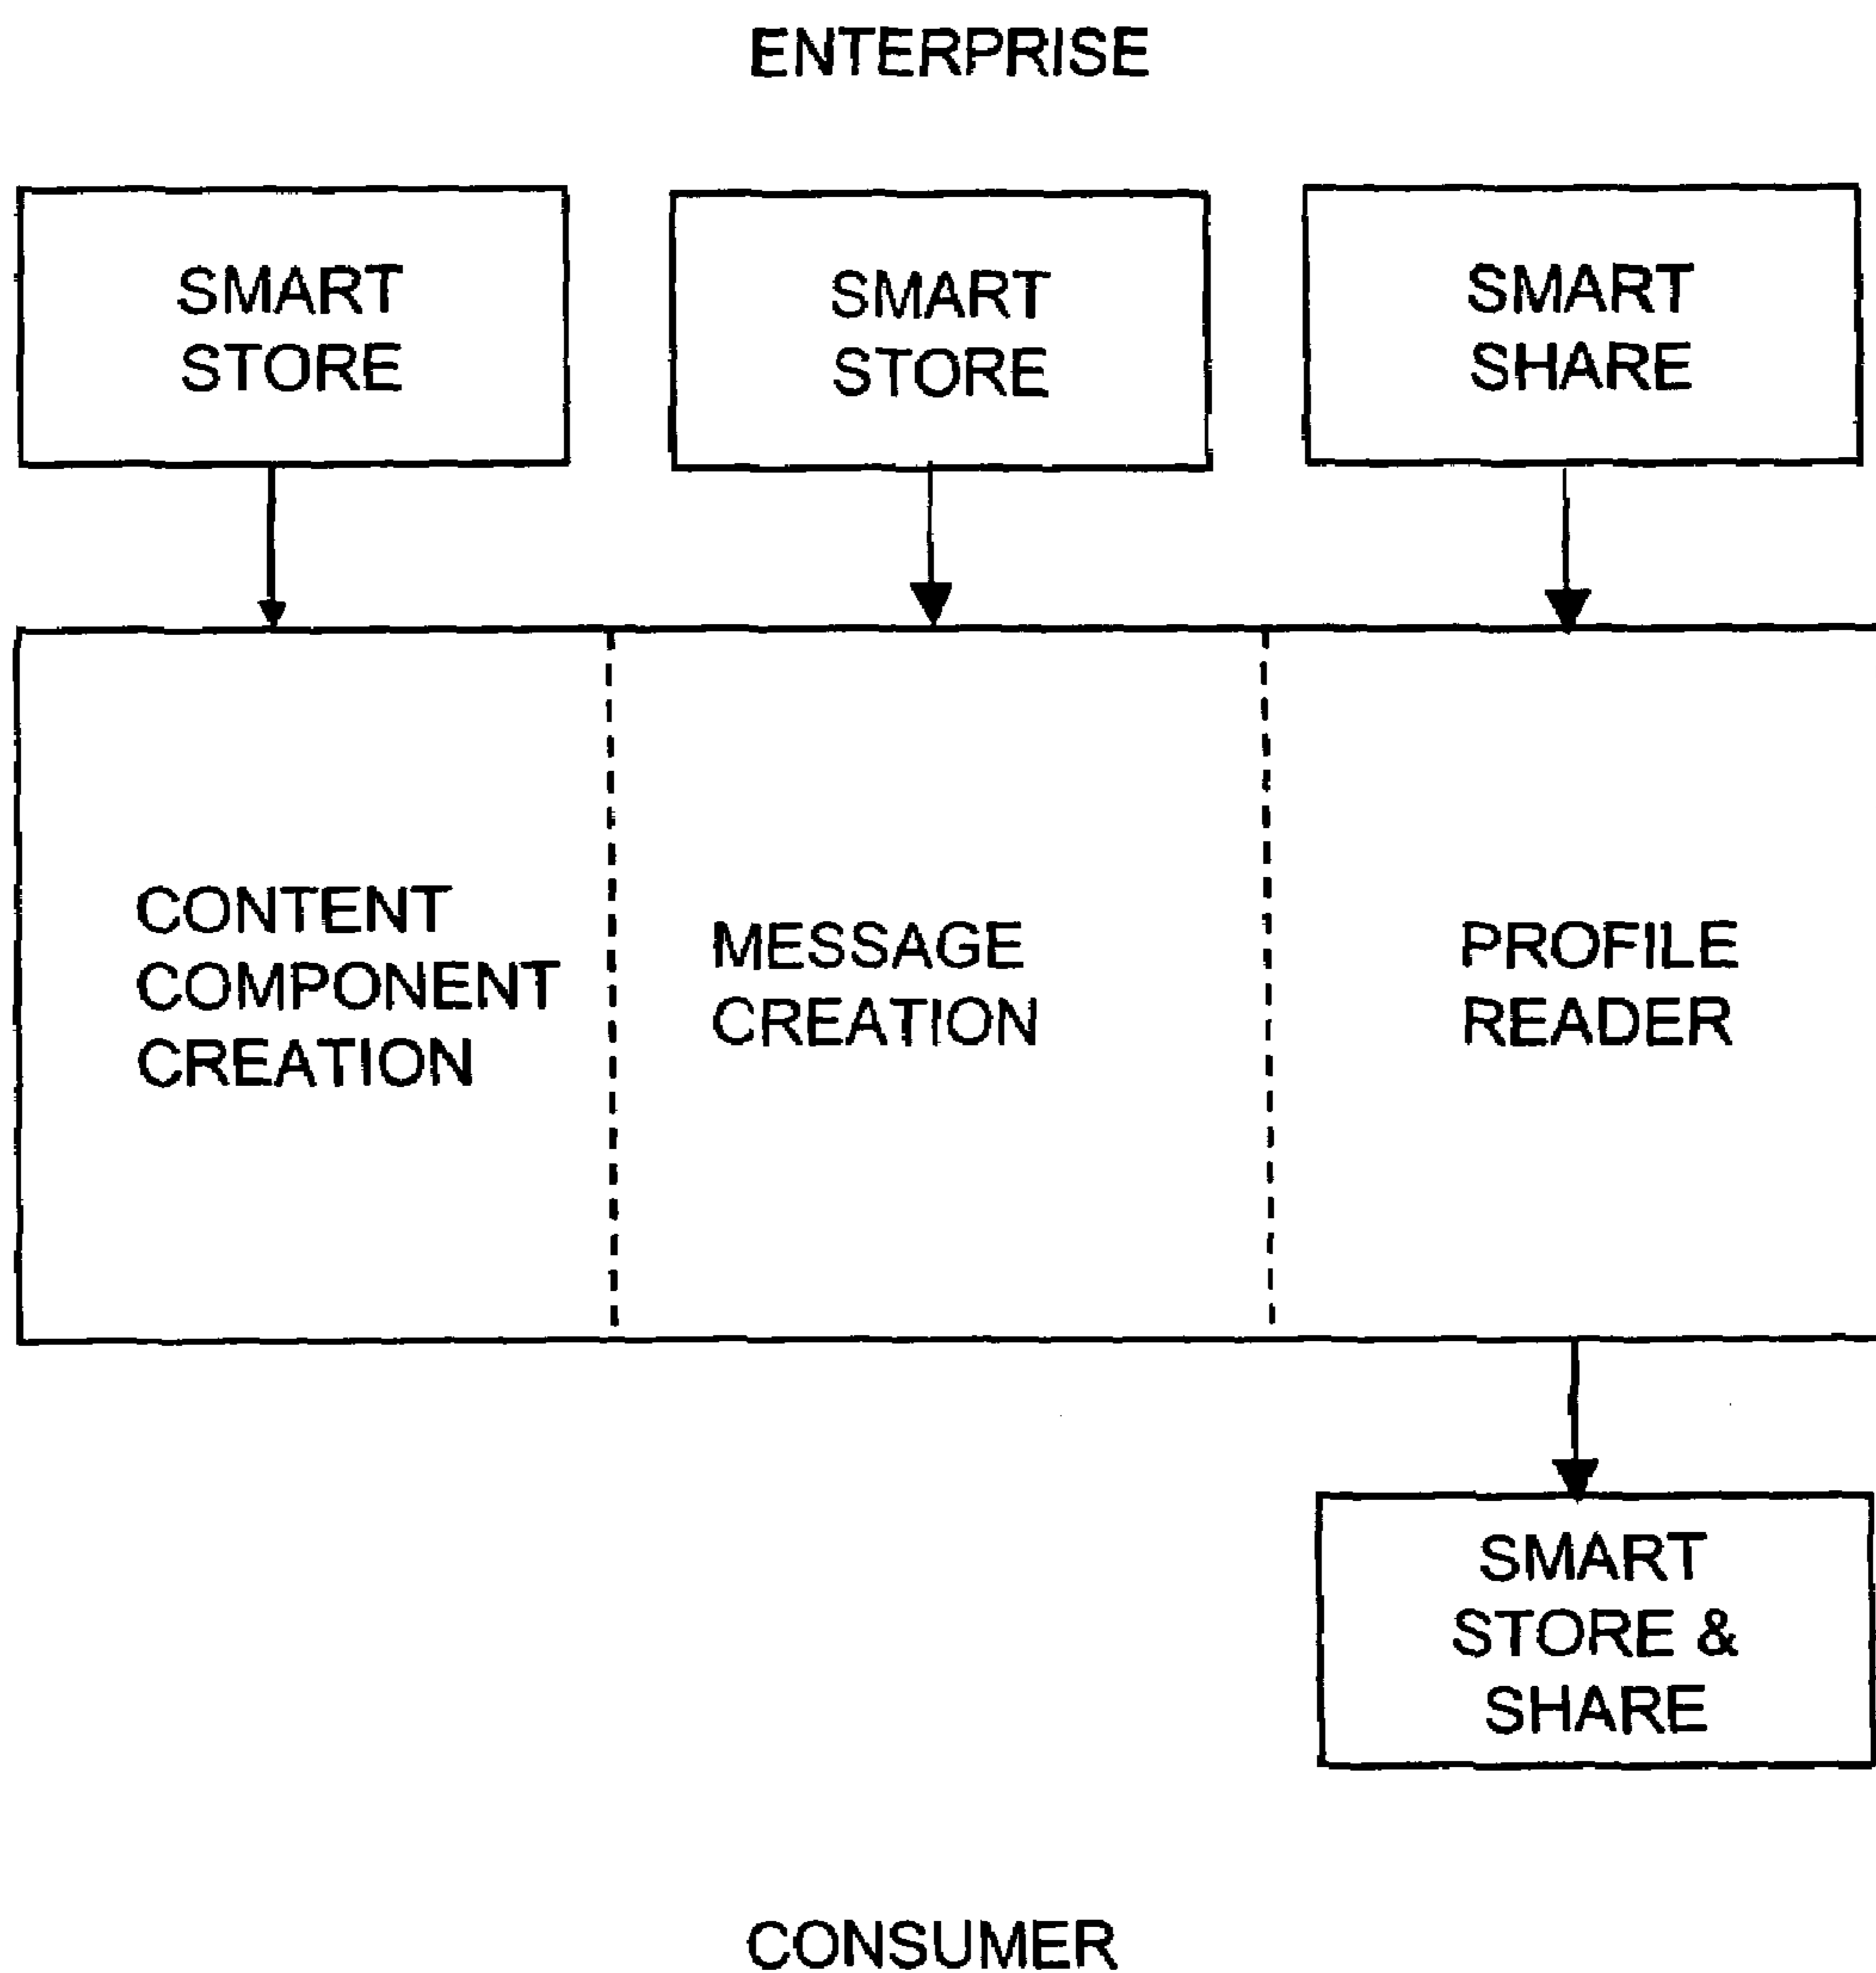 ENTERPRISE
SMART
STORE
SMART
STORE
SMART
SHARE
CONTENT
COMPONENT
CREATION
MESSAGE
CREATION
PROFILE
READER
SMART
STORE &
SHARE
CONSUMER